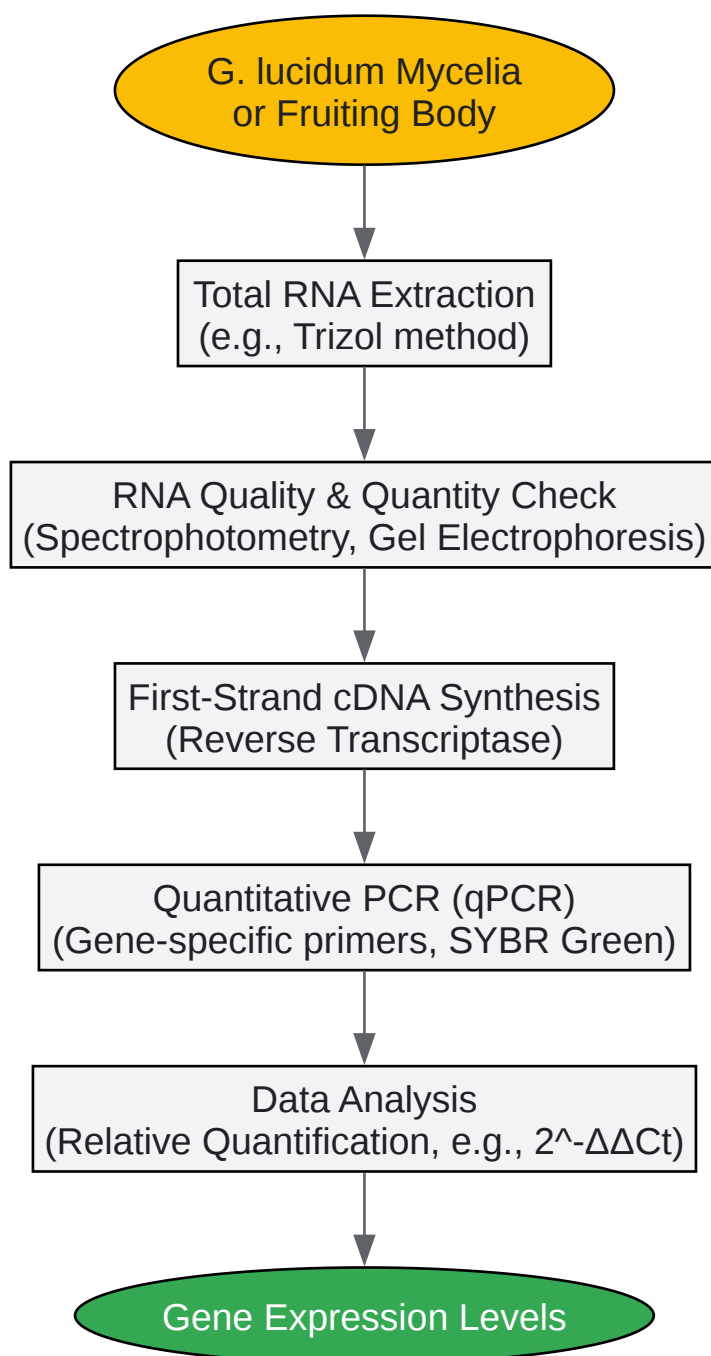 G. lucidum Mycelia
or Fruiting Body
Total RNA Extraction
(e.g., Trizol method)
RNA Quality & Quantity Check
(Spectrophotometry, Gel Electrophoresis)
First-Strand cDNA Synthesis
(Reverse Transcriptase)
Quantitative PCR (qPCR)
(Gene-specific primers, SYBR Green)
Data Analysis
(Relative Quantification, e.g., 2^-ΔΔCt)
Gene Expression Levels